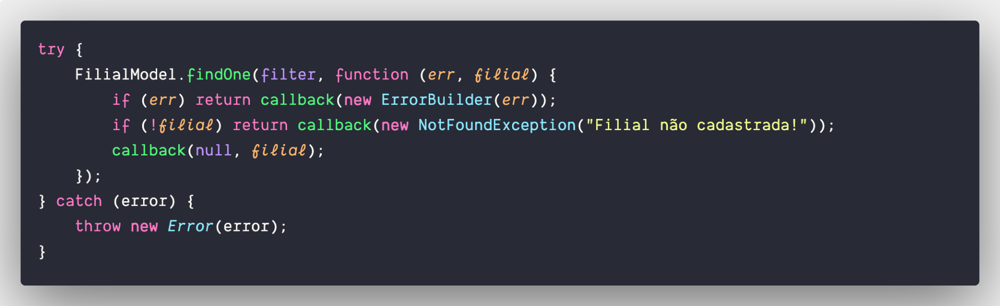 try {
    FilialModel.findOne(filter, function (err, filial) {
        if (err) return callback(new ErrorBuilder(err));
        if (!filial) return callback(new NotFoundException("Filial não cadastrada!"));
        callback(null, filial);
    });
} catch (error) {
    throw new Error(error);
}